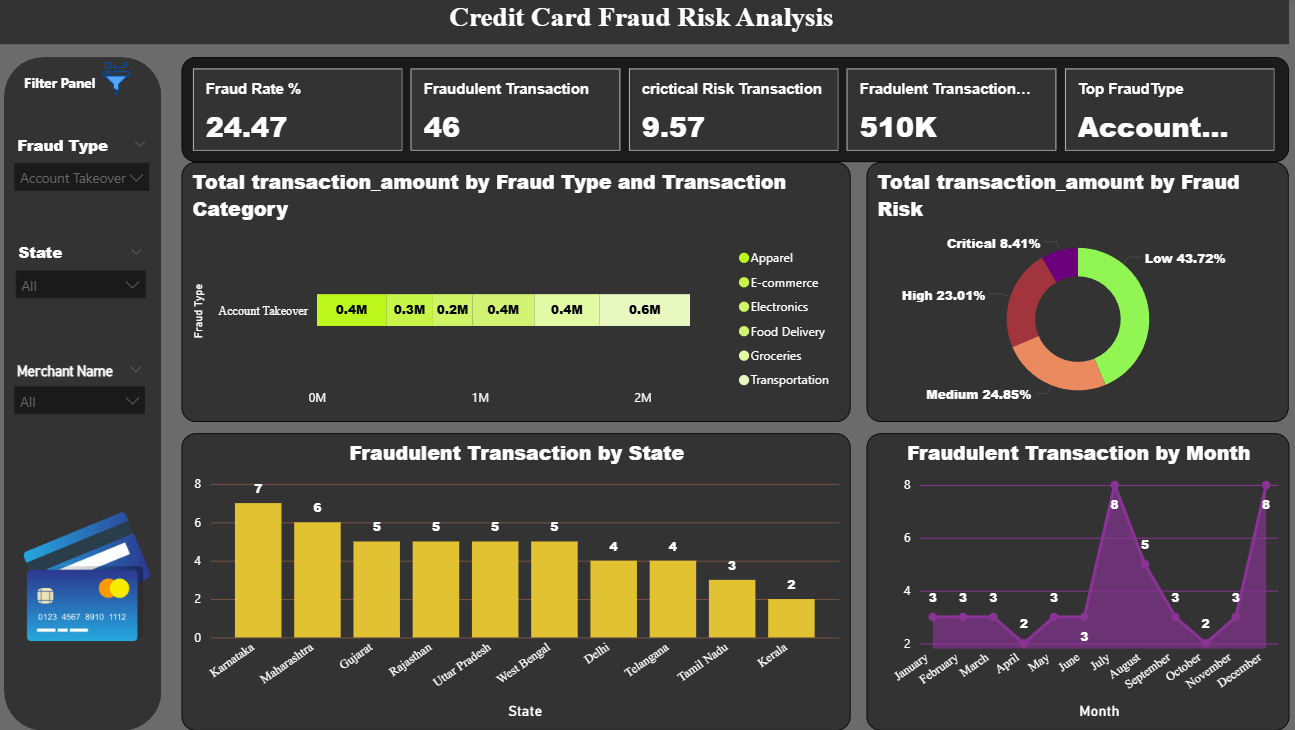 Credit Card Fraud Risk Analysis
Filter Panel
Fraud Type
Account Takeover
State
All
Merchant Name
All
0123 4567 8910 1112
Fraud Rate %
24.47
Fraudulent Transaction
46
crictical Risk Transaction
9.57
Fradulent Transaction...
510K
Top FraudType
Account...
Total transaction_amount by Fraud Type and Transaction
Category
Fraud Type
Account Takeover
0.4M 0.3M 0.2M 0.4M 0.4M 0.6M
0M 1M 2M
Apparel
E-commerce
Electronics
Food Delivery
Groceries
Transportation
Total transaction_amount by Fraud
Risk
Critical 8.41%
Low 43.72%
High 23.01%
Medium 24.85%
Fraudulent Transaction by State
8
6
4
2
0
7 6 5 5 5 5 4 4 3 2
Karnataka Maharashtra Gujarat Rajasthan Uttar Pradesh West Bengal Delhi Telangana Tamil Nadu Kerala
State
Fraudulent Transaction by Month
8
6
4
2
3 3 3 2 3 3 8 5 3 2 3 8
January February March April May June July August September October November December
Month